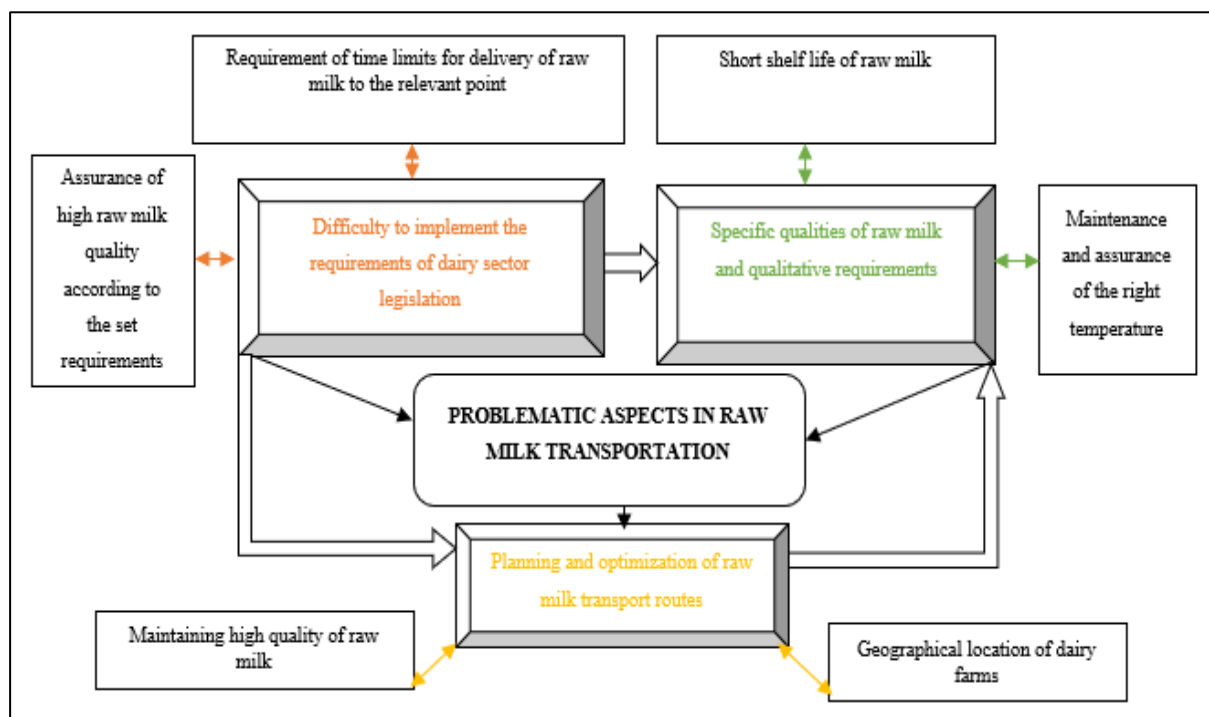 Requirement of time limits for delivery of raw
milk to the relevant point
Short shelf life of raw milk
Assurance of
high raw milk
quality
according to
the set
requirements
Difficulty to implement the
requirements of dairy sector
legislation
Specific qualities of raw milk
and qualitative requirements
Maintenance
and assurance
of the right
temperature
PROBLEMATIC ASPECTS IN RAW
MILK TRANSPORTATION
Planning and optimization of raw
milk transport routes
Maintaining high quality of raw
milk
Geographical location of dairy
farms